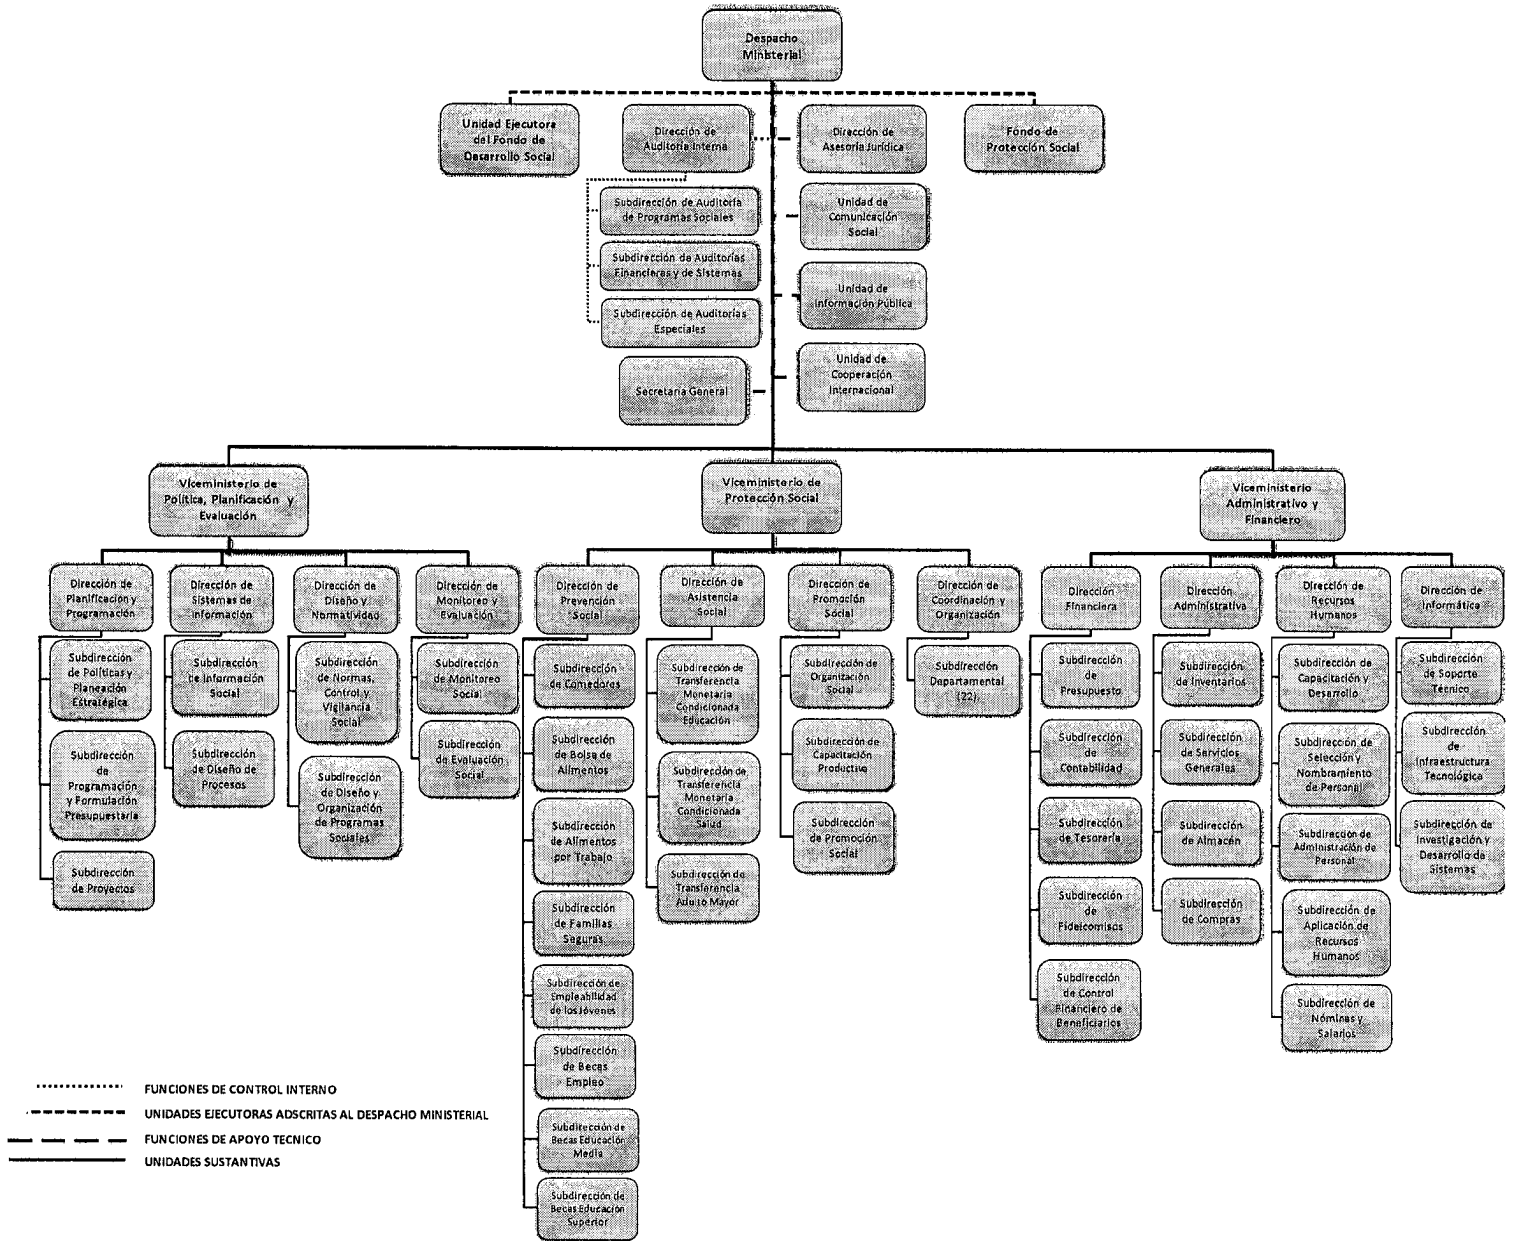 Despacho
Ministerial
Unidad Ejecutora
del Fondo de
Desarrollo Social
Dirección de
Auditoria Interna
Dirección de
Asesoría Jurídica
Fondo de
Protección Social
Subdirección de Auditoría
de Programas Sociales
Subdirección de Auditorías
Financieras y de Sistemas
Subdirección de Auditorías
Especiales
Secretaría General
Unidad de
Comunicación
Social
Unidad de
Información Pública
Unidad de
Cooperación
Internacional
Viceministerio de
Política, Planificación y
Evaluación
Viceministerio de
Protección Social
Viceministerio
Administrativo y
Financiero
Dirección de
Planificación y
Programación
Subdirección
de Políticas y
Planeación
Estratégica
Subdirección
de
Programación
y Formulación
Presupuestaria
Subdirección
de Proyectos
Dirección de
Sistemas de
Información
Subdirección
de Información
Social
Subdirección
de Diseño de
Procesos
Dirección de
Diseño y
Normatividad
Subdirección
de Normas,
Control y
Vigilancia
Social
Subdirección
de Diseño y
Organización
de Programas
Sociales
Dirección de
Monitoreo y
Evaluación
Subdirección
de Monitoreo
Social
Subdirección
de Evaluación
Social
Dirección de
Prevención
Social
Subdirección
de Comedores
Subdirección
de Bolsa de
Alimentos
Subdirección
de Alimentos
por Trabajo
Subdirección
de Familias
Seguras
Subdirección de
Empleabilidad
de los Jóvenes
Subdirección
de Becas
Empleo
Subdirección de
Becas Educación
Media
Subdirección de
Becas Educación
Superior
Dirección de
Asistencia
Social
Subdirección de
Transferencia
Monetaria
Condicionada
Educación
Subdirección de
Transferencia
Monetaria
Condicionada
Salud
Subdirección de
Transferencia
Adulto Mayor
Dirección de
Promoción
Social
Subdirección de
Organización
Social
Subdirección de
Capacitación
Productiva
Subdirección
de Promoción
Social
Dirección de
Coordinación y
Organización
Subdirección
Departamental
(22)
Dirección
Financiera
Subdirección
de
Presupuesto
Subdirección
de
Contabilidad
Subdirección
de Tesorería
Subdirección
de
Fideicomisos
Subdirección
de Control
Financiero de
Beneficiarios
Dirección
Administrativa
Subdirección
de Inventarios
Subdirección
de Servicios
Generales
Subdirección
de Almacén
Subdirección
de Compras
Dirección de
Recursos
Humanos
Subdirección de
Capacitación y
Desarrollo
Subdirección de
Selección y
Nombramiento
de Personal
Subdirección de
Administración de
Personal
Subdirección de
Aplicación de
Recursos
Humanos
Subdirección de
Nóminas y
Salarios
Dirección de
Informática
Subdirección
de Soporte
Técnico
Subdirección
de
Infraestructura
Tecnológica
Subdirección de
Investigación y
Desarrollo de
Sistemas
FUNCIONES DE CONTROL INTERNO
UNIDADES EJECUTORAS ADSCRITAS AL DESPACHO MINISTERIAL
FUNCIONES DE APOYO TECNICO
UNIDADES SUSTANTIVAS